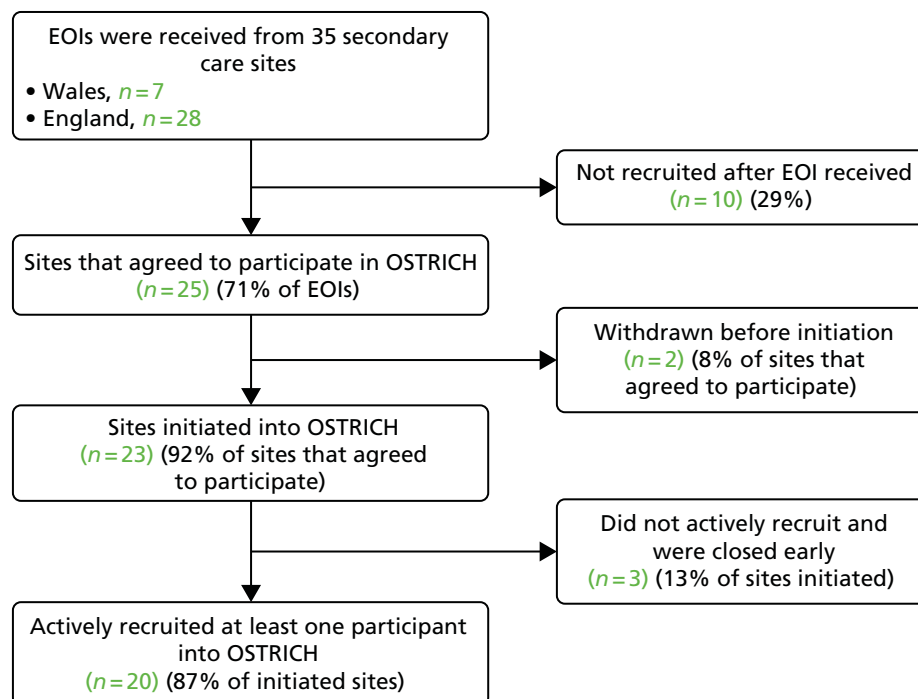 EOIs were received from 35 secondary
care sites
• Wales, n=7
• England, n=28
Not recruited after EOI received
(n=10) (29%)
Sites that agreed to participate in OSTRICH
(n=25) (71% of EOIs)
Withdrawn before initiation
(n=2) (8% of sites that
agreed to participate)
Sites initiated into OSTRICH
(n=23) (92% of sites that agreed
to participate)
Did not actively recruit and
were closed early
(n=3) (13% of sites initiated)
Actively recruited at least one participant
into OSTRICH
(n=20) (87% of initiated sites)